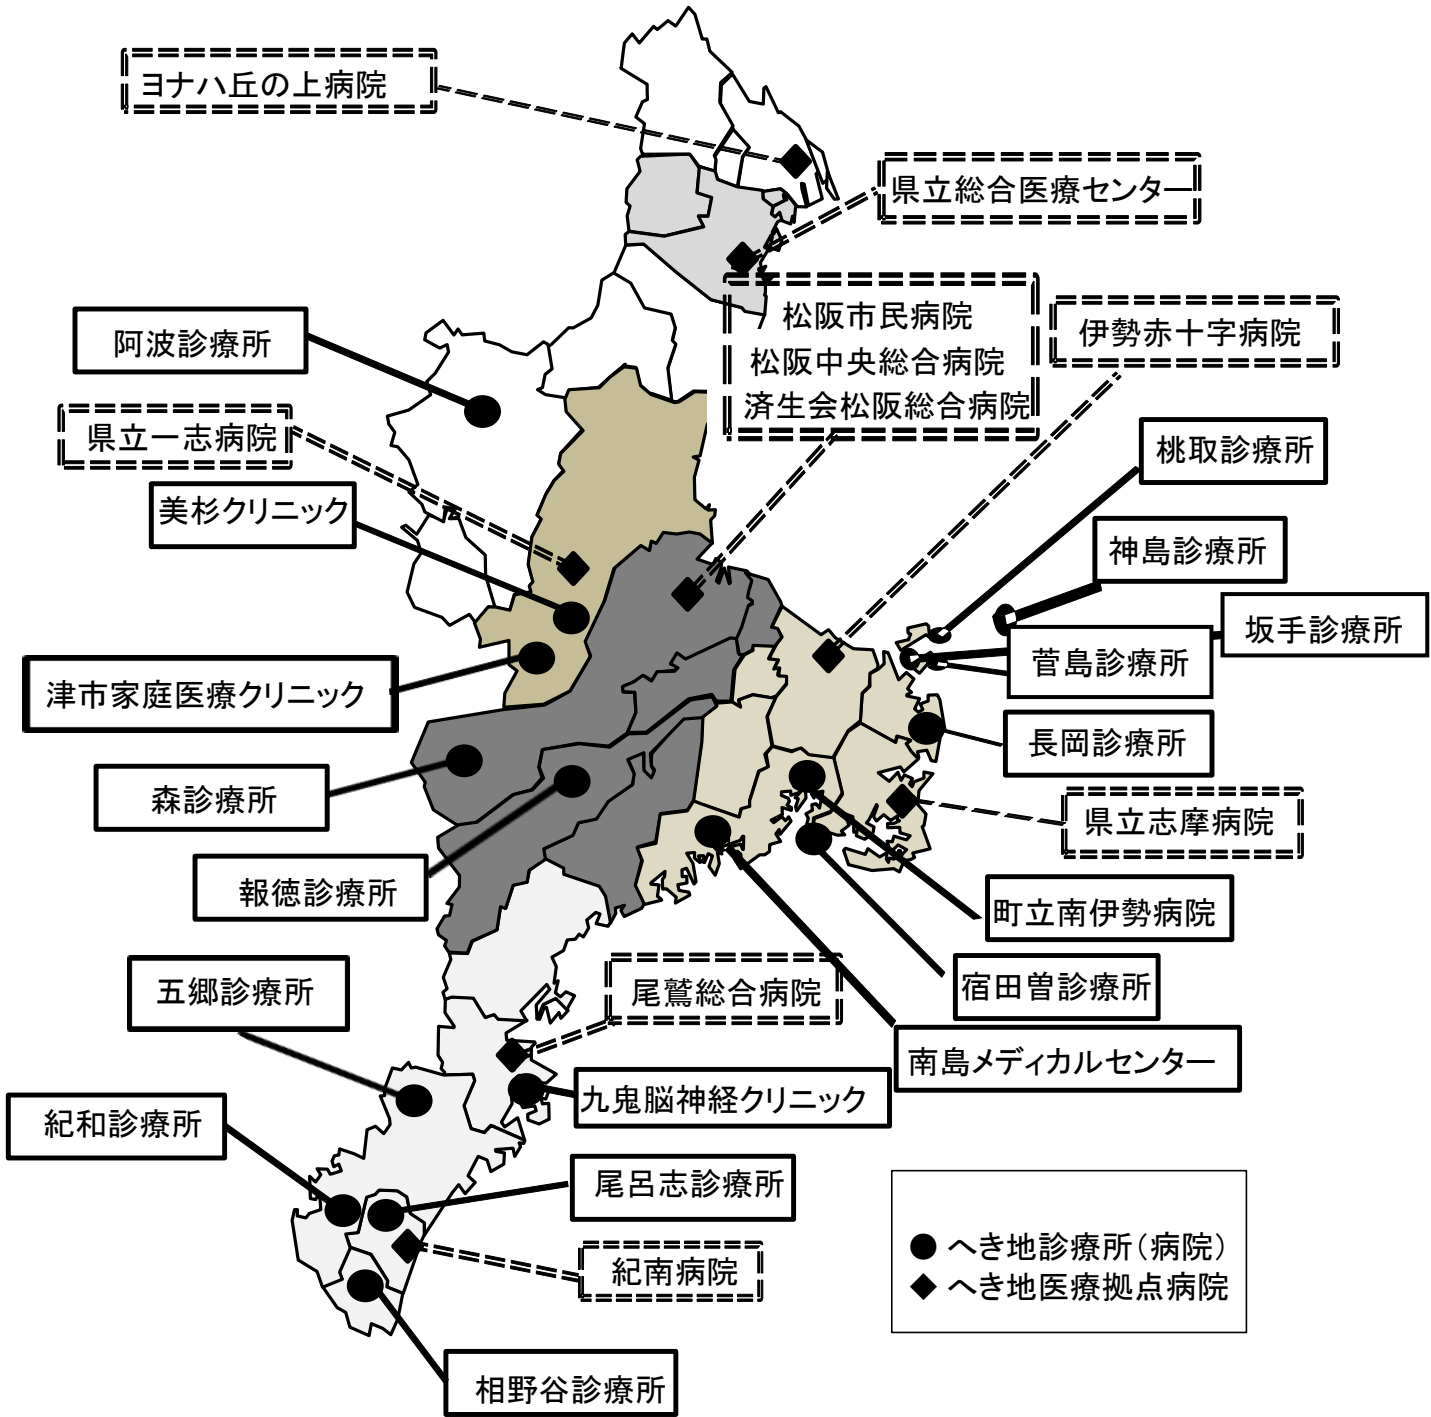 ヨナハ丘の上病院
県立総合医療センター
松阪市民病院
松阪中央総合病院
済生会松阪総合病院
伊勢赤十字病院
阿波診療所
県立一志病院
美杉クリニック
桃取診療所
神島診療所
坂手診療所
菅島診療所
津市家庭医療クリニック
長岡診療所
森診療所
県立志摩病院
報徳診療所
町立南伊勢病院
五郷診療所
尾鷲総合病院
宿田曽診療所
南島メディカルセンター
九鬼脳神経クリニック
紀和診療所
尾呂志診療所
紀南病院
相野谷診療所
●へき地診療所（病院）
◆へき地医療拠点病院